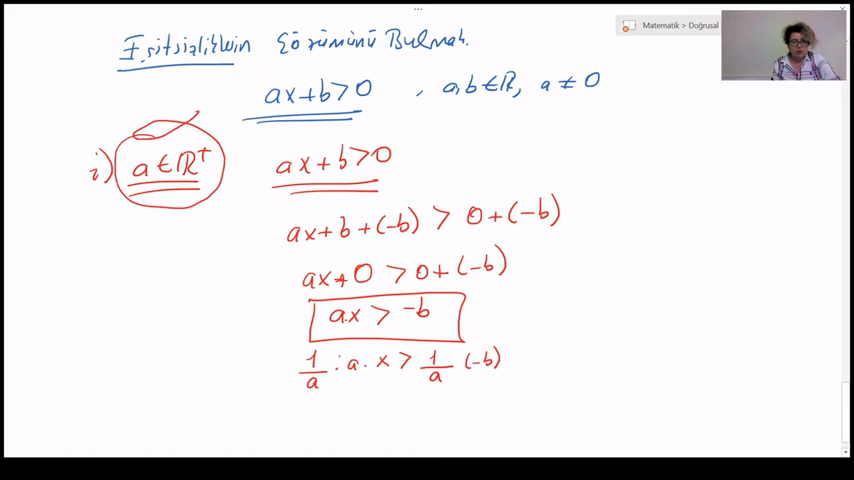 Eşitsizliklerin Çözümünü Bulmak.
Matematik > Doğrusal
ax+b>0 , a,b∈ℝ, a≠0
i) a∈ℝ⁺ ax+b>0
ax+b+(-b) > 0+(-b)
ax+0 > 0+(-b)
a.x > -b
1/a . a . x > 1/a (-b)